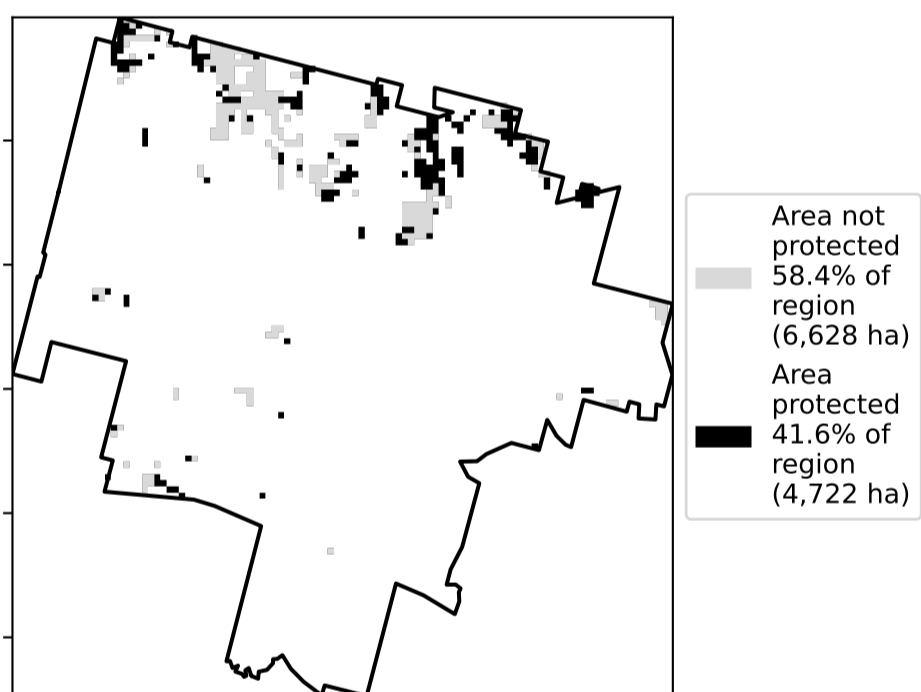 Area not
protected
58.4% of
region
(6,628 ha)
Area
protected
41.6% of
region
(4,722 ha)